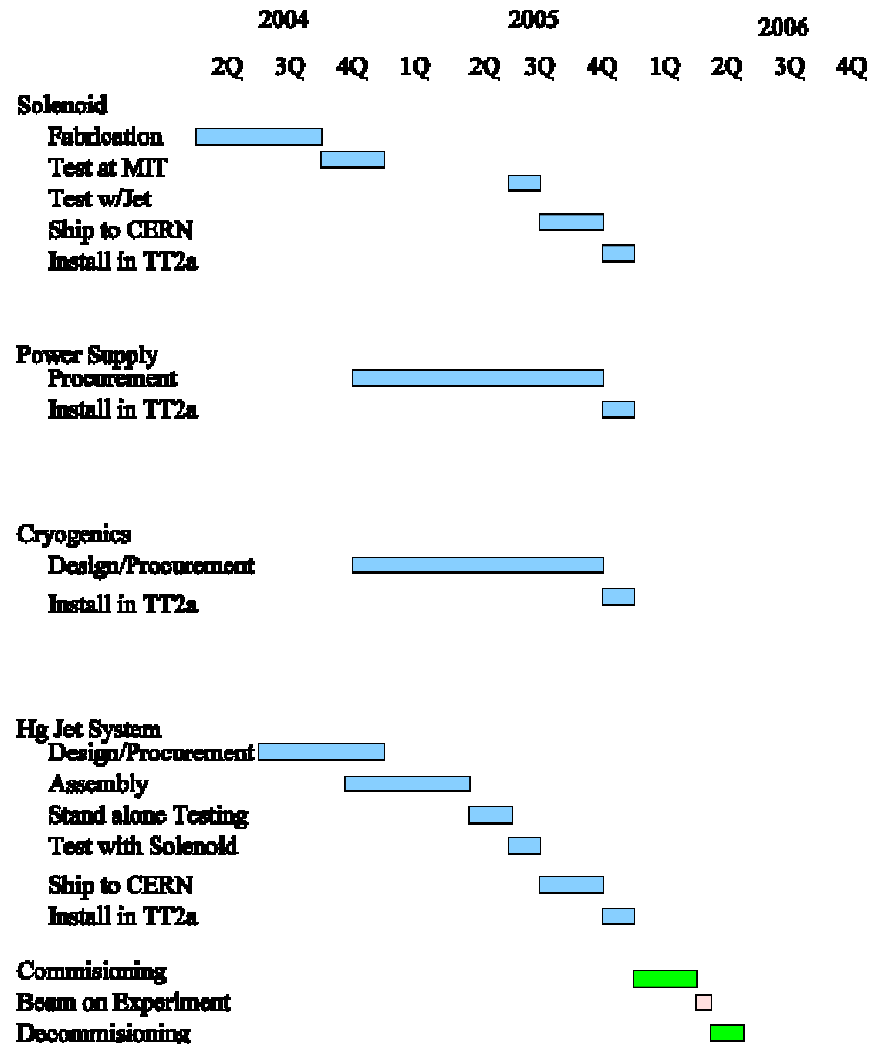 2004 2005 2006
2Q 3Q 4Q 1Q 2Q 3Q 4Q 1Q 2Q 3Q 4Q
Solenoid
Fabrication
Test at MIT
Test w/Jet
Ship to CERN
Install in TT2a
Power Supply
Procurement
Install in TT2a
Cryogenics
Design/Procurement
Install in TT2a
Hg Jet System
Design/Procurement
Assembly
Stand alone Testing
Test with Solenoid
Ship to CERN
Install in TT2a
Commisioning
Beam on Experiment
Decommisioning